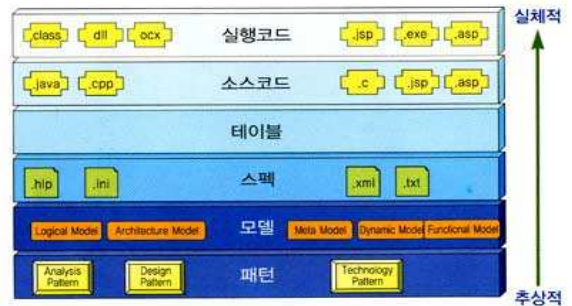 실체적
.class dll ocx 실행코드 .jsp .exe .asp
.java .cpp 소스코드 .c .jsp .asp
테이블
.hlp .ini 스펙 .xml .txt
Logical Model Architecture Model 모델 Meta Model Dynamic Model Functional Model
Analysis Pattern Design Pattern 패턴 Technology Pattern
추상적